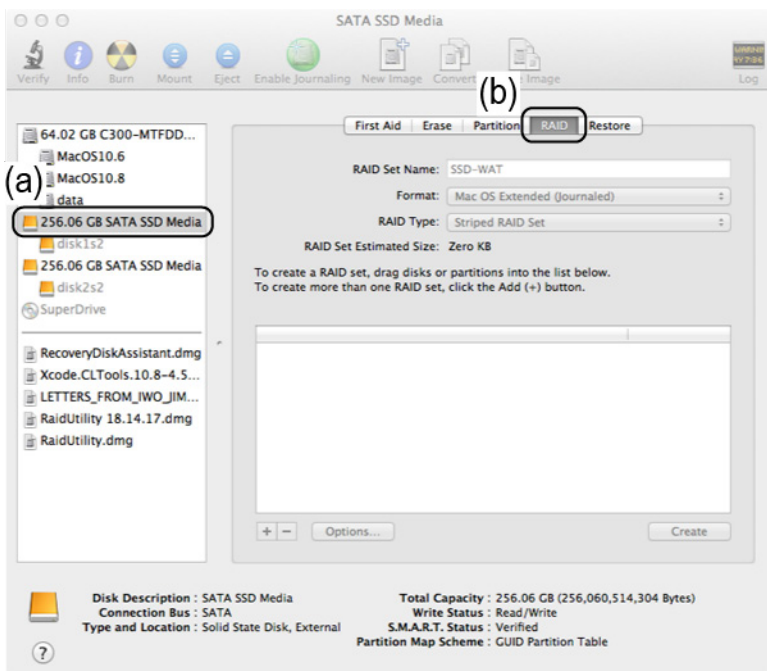 SATA SSD Media
Verify Info Burn Mount Eject Enable Journaling New Image Convert Image Log
(b)
First Aid Erase Partition RAID Restore
64.02 GB C300-MTFDD...
MacOS10.6
(a)
MacOS10.8
data
256.06 GB SATA SSD Media
disk1s2
256.06 GB SATA SSD Media
disk2s2
SuperDrive
RecoveryDiskAssistant.dmg
Xcode.CLTools.10.8-4.5...
LETTERS_FROM_IWO_JIM...
RaidUtility 18.14.17.dmg
RaidUtility.dmg
RAID Set Name: SSD-WAT
Format: Mac OS Extended (Journaled)
RAID Type: Striped RAID Set
RAID Set Estimated Size: Zero KB
To create a RAID set, drag disks or partitions into the list below.
To create more than one RAID set, click the Add (+) button.
+ − Options... Create
Disk Description : SATA SSD Media
Connection Bus : SATA
Type and Location : Solid State Disk, External
Total Capacity : 256.06 GB (256,060,514,304 Bytes)
Write Status : Read/Write
S.M.A.R.T. Status : Verified
Partition Map Scheme : GUID Partition Table
?